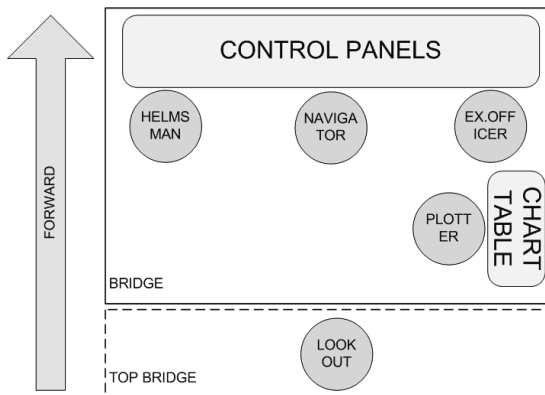 CONTROL PANELS
HELMS
MAN
NAVIGA
TOR
EX.OFF
ICER
FORWARD
PLOTT
ER
CHART
TABLE
BRIDGE
LOOK
OUT
TOP BRIDGE